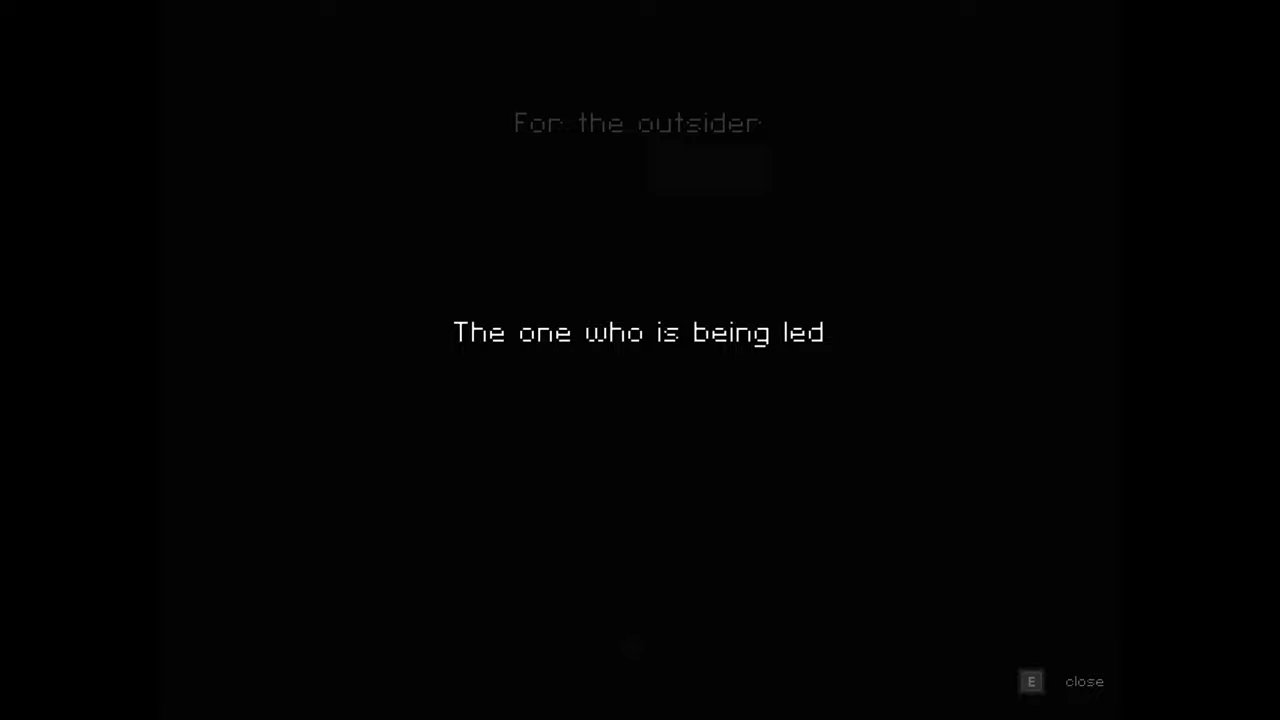 For the outsider
The one who is being led
E close